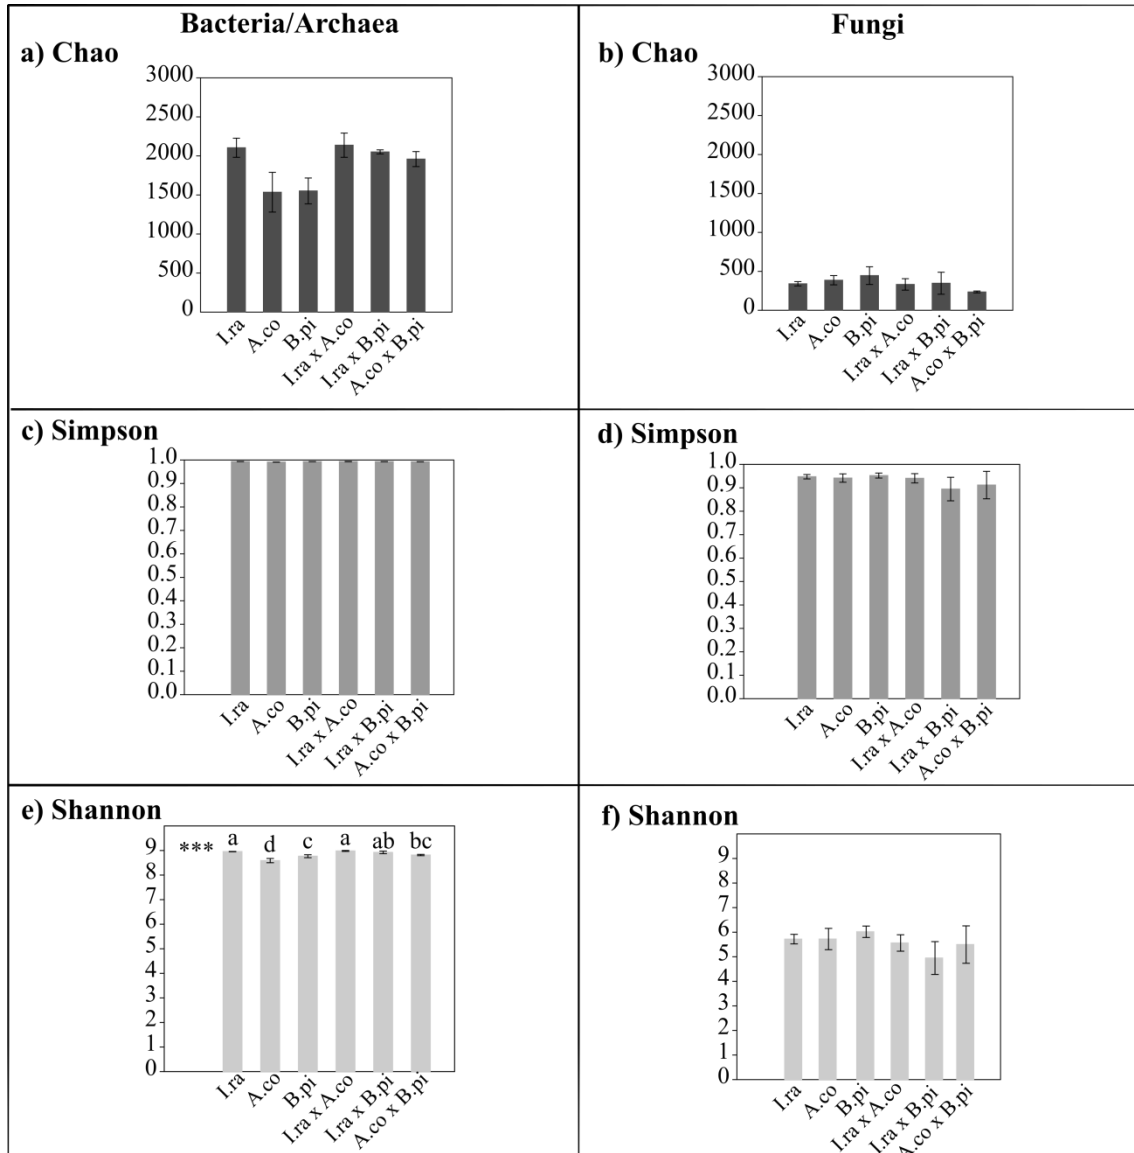 Bacteria/Archaea
Fungi
a) Chao
3000
2500
2000
1500
1000
500
0
I.ra
A.co
B.pi
I.ra x A.co
I.ra x B.pi
A.co x B.pi
b) Chao
3000
2500
2000
1500
1000
500
0
I.ra
A.co
B.pi
I.ra x A.co
I.ra x B.pi
A.co x B.pi
c) Simpson
1.0
0.9
0.8
0.7
0.6
0.5
0.4
0.3
0.2
0.1
0.0
I.ra
A.co
B.pi
I.ra x A.co
I.ra x B.pi
A.co x B.pi
d) Simpson
1.0
0.9
0.8
0.7
0.6
0.5
0.4
0.3
0.2
0.1
0.0
I.ra
A.co
B.pi
I.ra x A.co
I.ra x B.pi
A.co x B.pi
e) Shannon
*** a d c a ab bc
9
8
7
6
5
4
3
2
1
0
I.ra
A.co
B.pi
I.ra x A.co
I.ra x B.pi
A.co x B.pi
f) Shannon
9
8
7
6
5
4
3
2
1
0
I.ra
A.co
B.pi
I.ra x A.co
I.ra x B.pi
A.co x B.pi